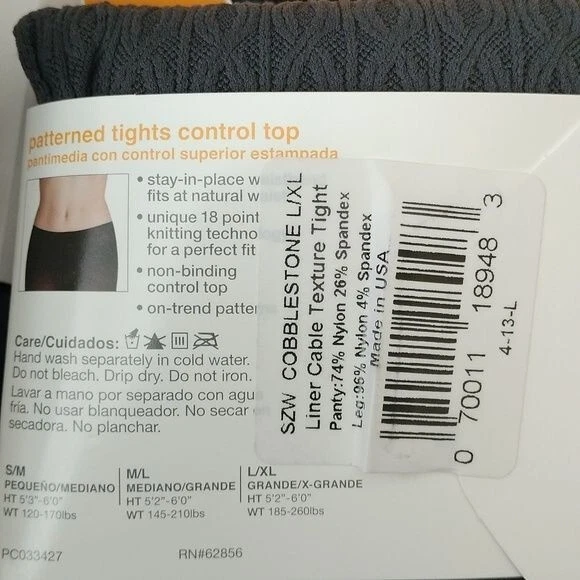 patterned tights control top
pantimedia con control superior estampada
• stay-in-place
fits at natural
• unique 18 point
knitting
for a perfect fit
• non-binding
control top
• on-trend
Care/Cuidados:
Hand wash separately in cold water.
Do not bleach. Drip dry. Do not iron.
Lavar a mano por separado con agua
fría. No usar blanqueador. No secar
secadora. No planchar.
S/M
PEQUEÑO/MEDIANO
HT 5'3"-6'0"
WT 120-170lbs
M/L
MEDIANO/GRANDE
HT 5'2"-6'0"
WT 145-210lbs
L/XL
GRANDE/X-GRANDE
HT 5'2"-6'0"
WT 185-260lbs
PC033427
RN#62856
SZW COBBLESTONE L/XL
Liner Cable Texture Tight
Panty:74% Nylon 26% Spandex
Leg:96% Nylon 4% Spandex
Made in USA
0 70011 18948 3
4-13-L